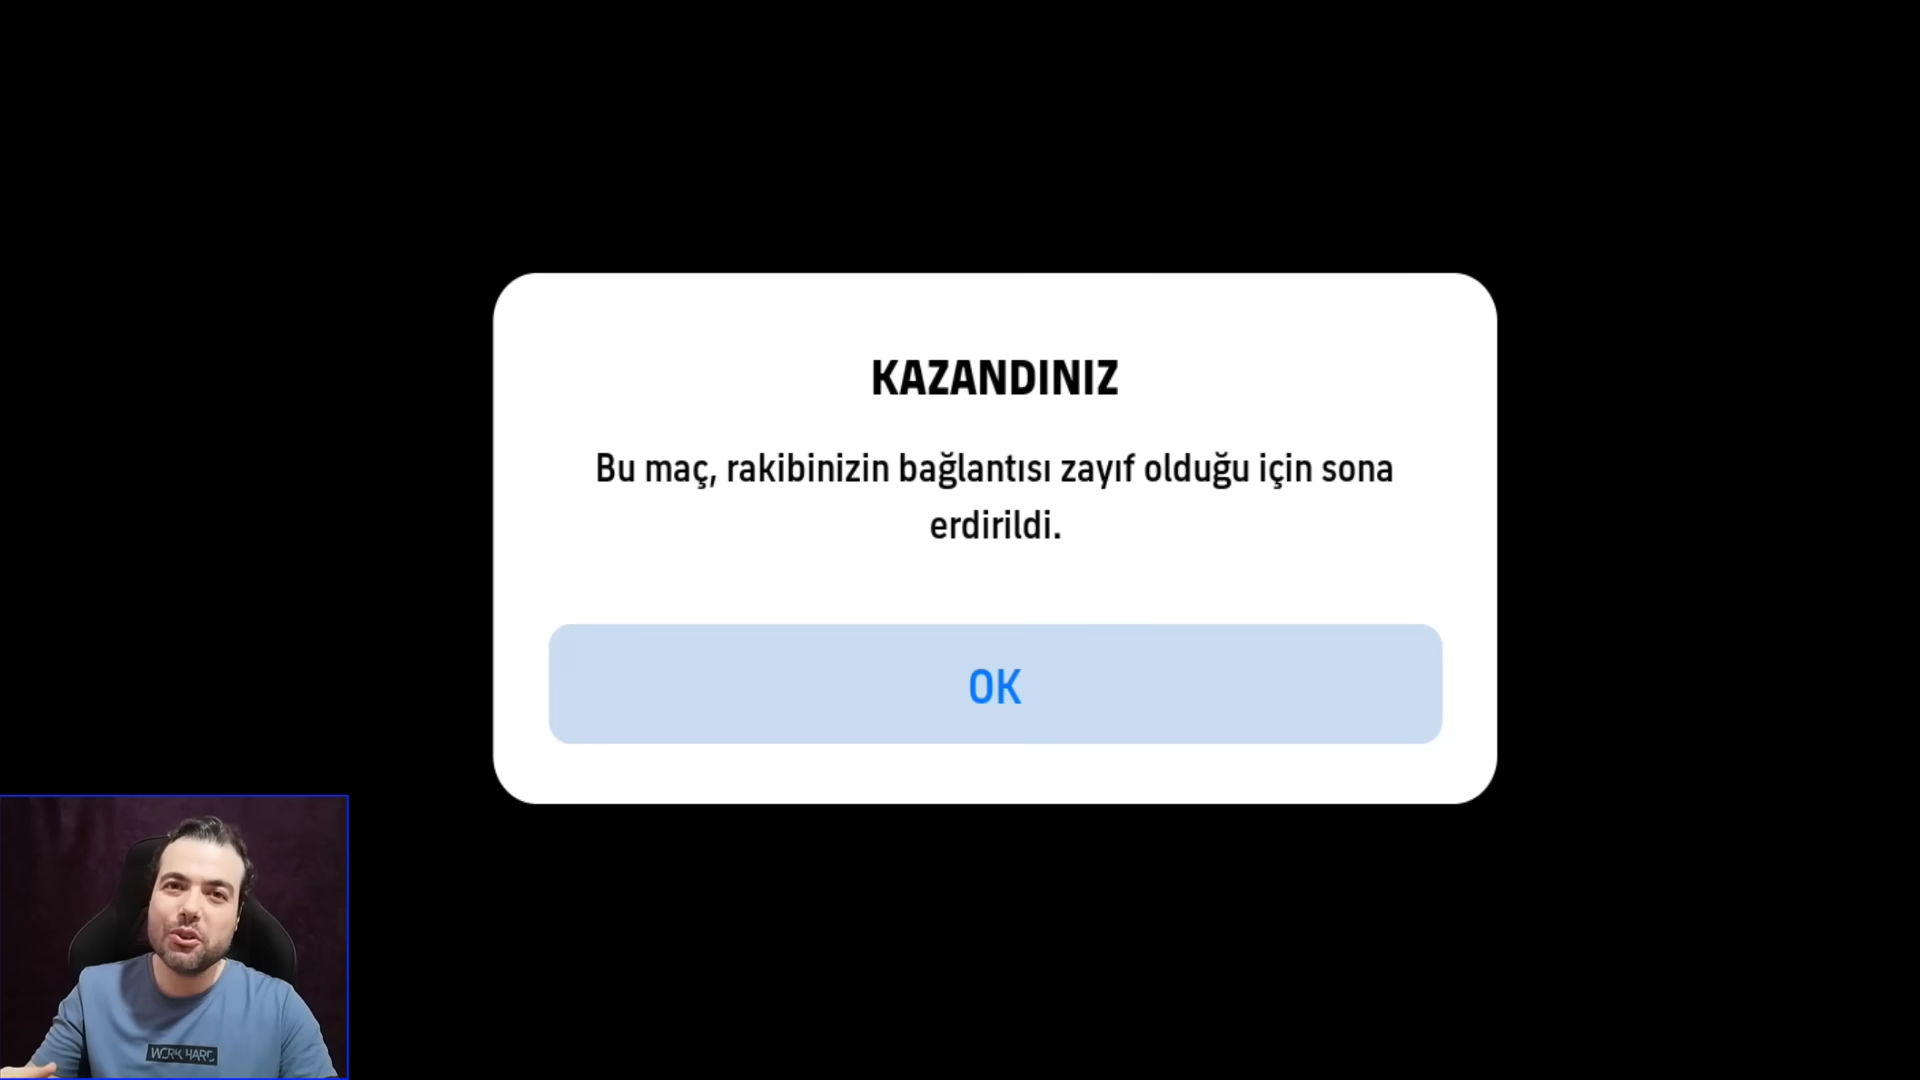 KAZANDINIZ
Bu maç, rakibinizin bağlantısı zayıf olduğu için sona
erdirildi.
OK
WORK HARD